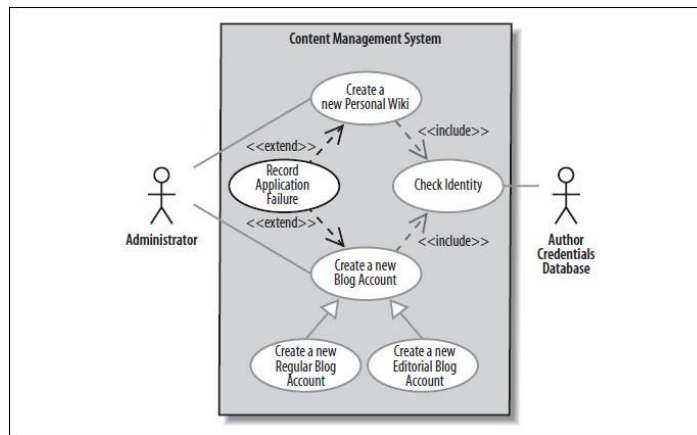 Content Management System
Create a
new Personal Wiki
<<extend>>
<<include>>
Record
Application
Failure
Check Identity
<<extend>>
<<include>>
Administrator
Author
Credentials
Database
Create a new
Blog Account
Create a new
Regular Blog
Account
Create a new
Editorial Blog
Account